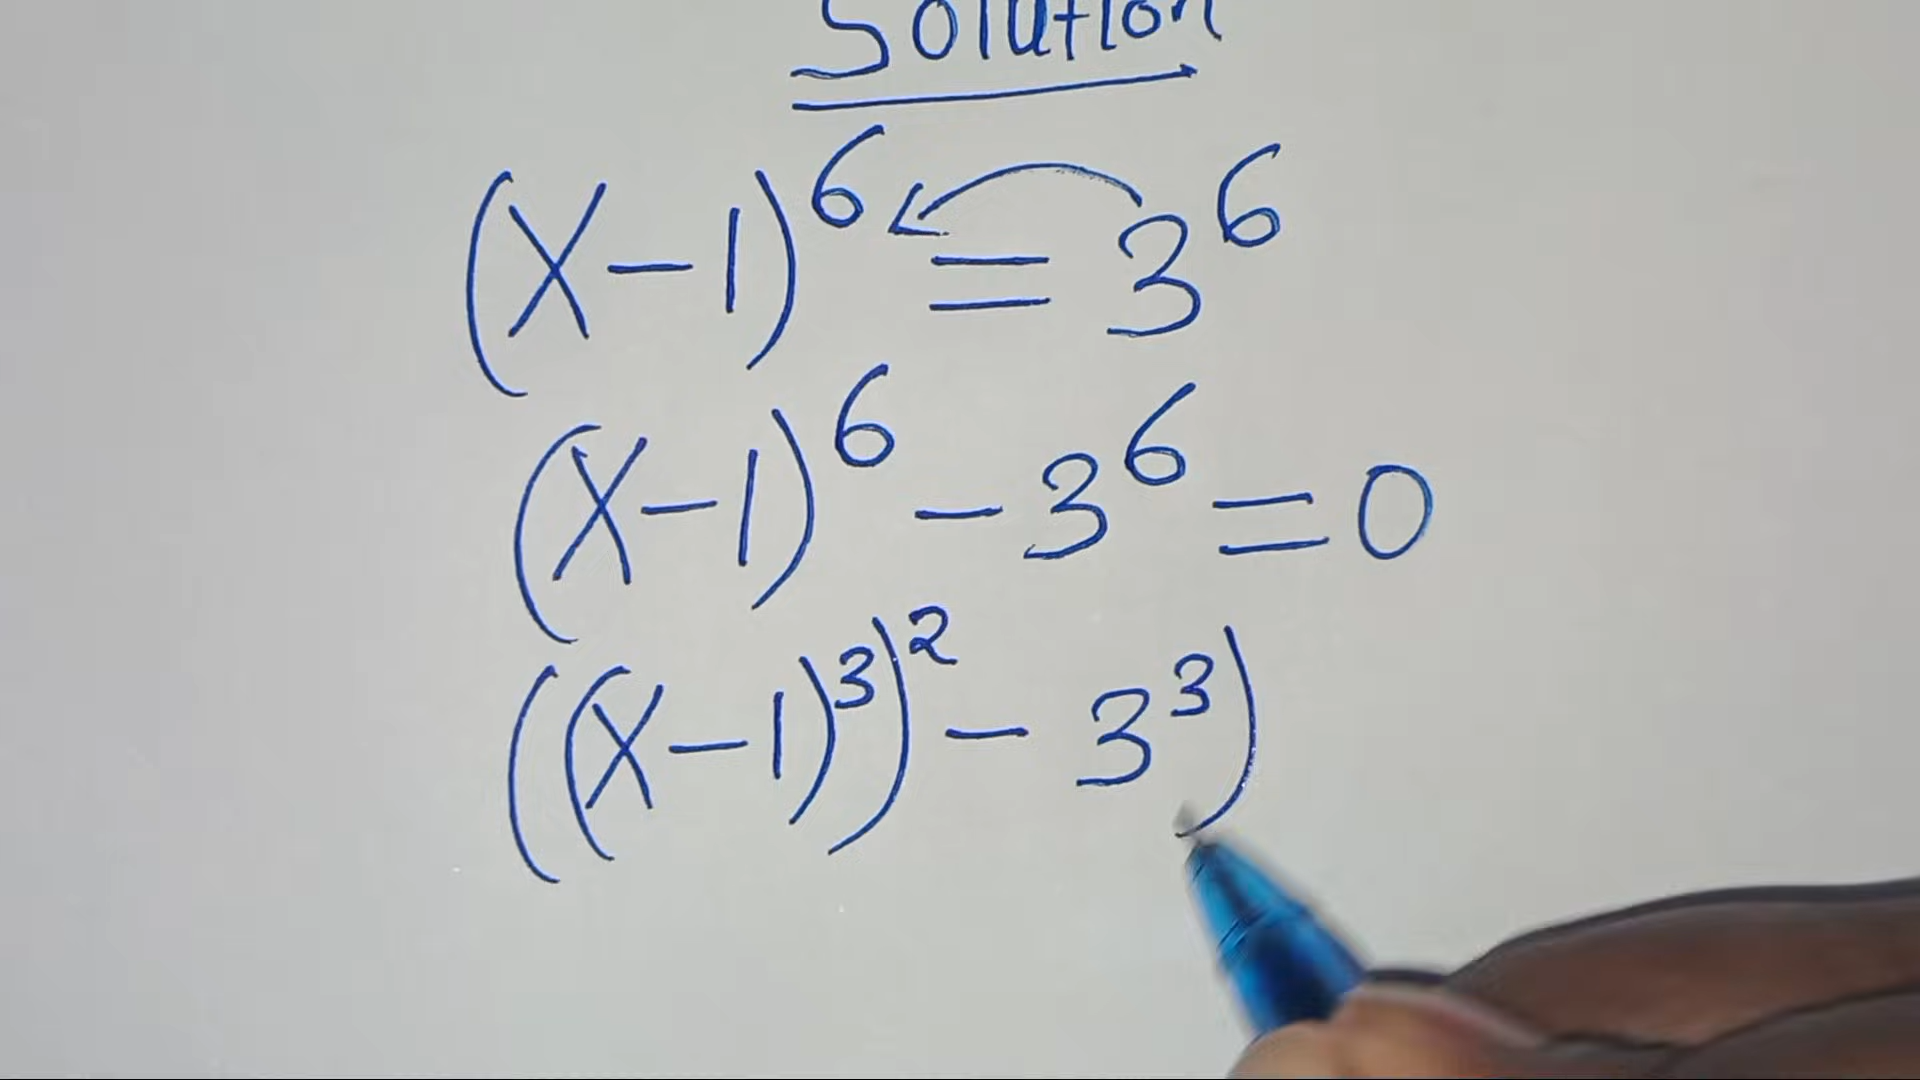 Solution
(x-1)⁶ = 3⁶
(x-1)⁶ - 3⁶ = 0
((x-1)³)² - 3³)